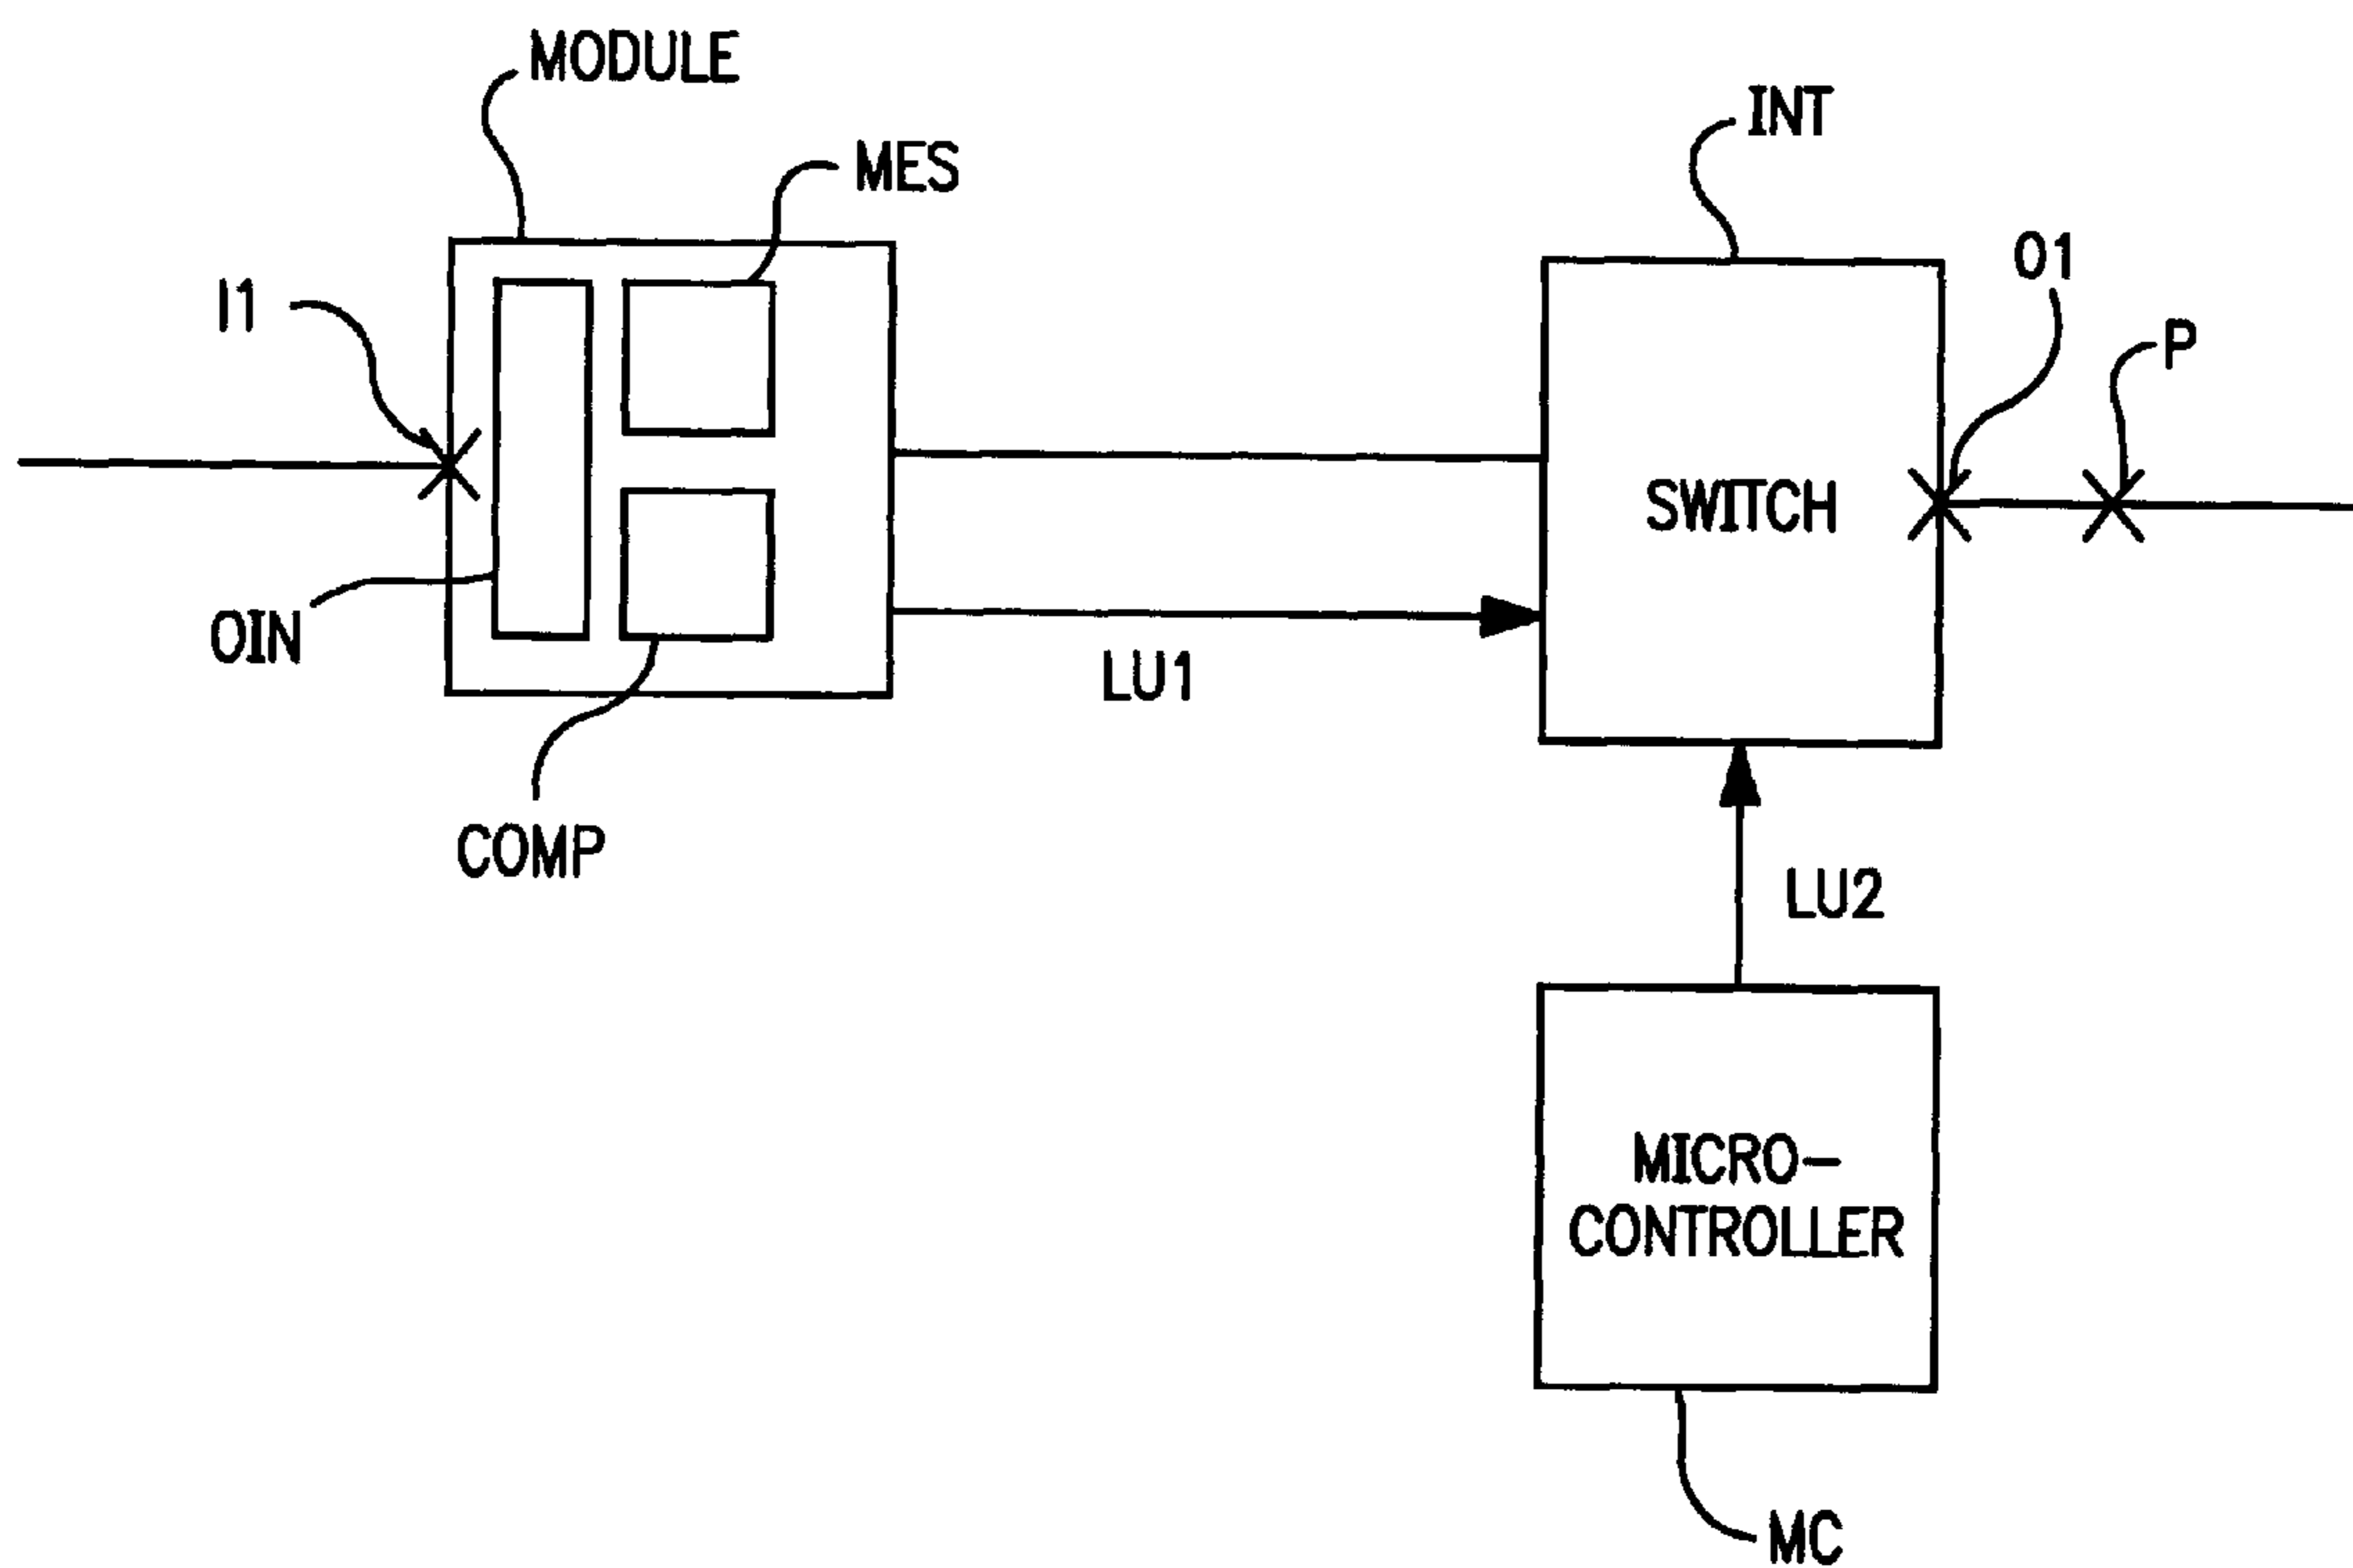 MODULE
MES
INT
I1
O1
P
SWITCH
OIN
LU1
COMP
LU2
MICRO-
CONTROLLER
MC